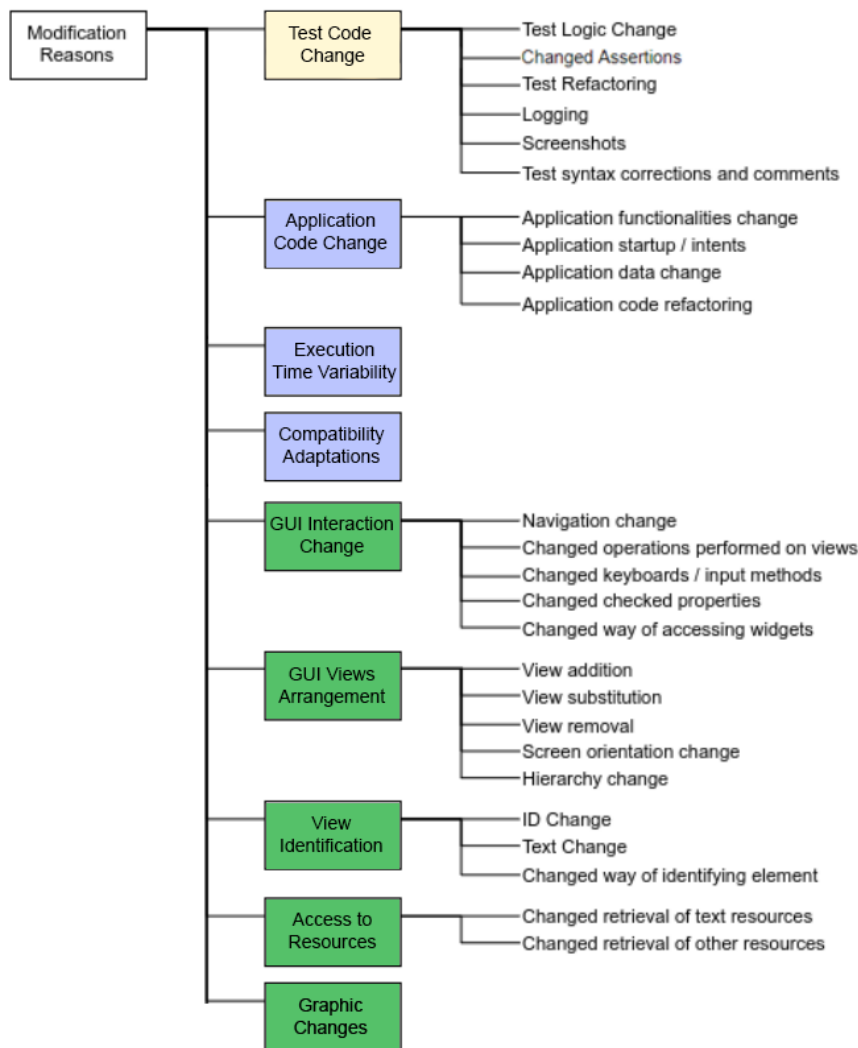 Modification
Reasons
Test Code
Change
Test Logic Change
Changed Assertions
Test Refactoring
Logging
Screenshots
Test syntax corrections and comments
Application
Code Change
Application functionalities change
Application startup / intents
Application data change
Application code refactoring
Execution
Time Variability
Compatibility
Adaptations
GUI Interaction
Change
Navigation change
Changed operations performed on views
Changed keyboards / input methods
Changed checked properties
Changed way of accessing widgets
GUI Views
Arrangement
View addition
View substitution
View removal
Screen orientation change
Hierarchy change
View
Identification
ID Change
Text Change
Changed way of identifying element
Access to
Resources
Changed retrieval of text resources
Changed retrieval of other resources
Graphic
Changes